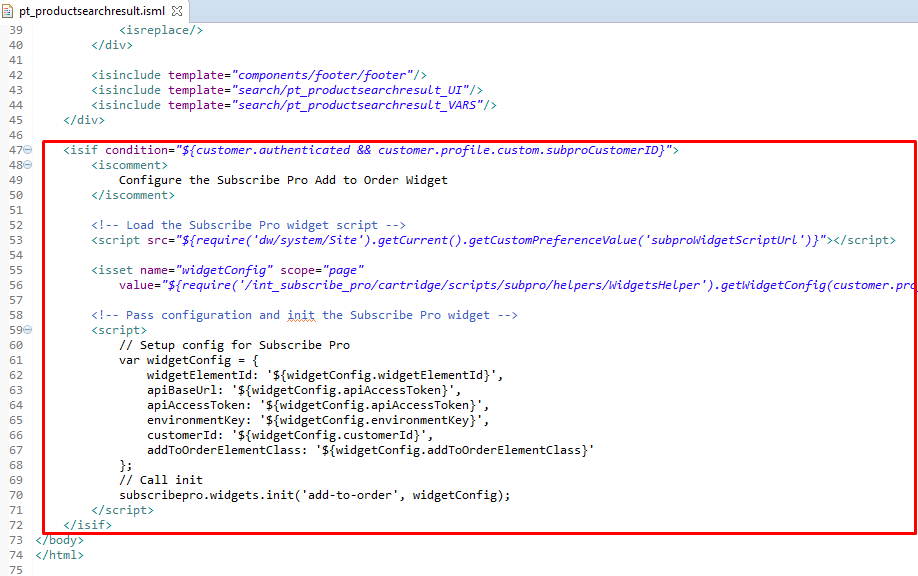 pt_productsearchresult.isml
39 <isreplace/>
40 </div>
41
42 <isinclude template="components/footer/footer"/>
43 <isinclude template="search/pt_productsearchresult_UI"/>
44 <isinclude template="search/pt_productsearchresult_VARS"/>
45 </div>
46
47 <isif condition="${customer.authenticated && customer.profile.custom.subproCustomerID}">
48 <iscomment>
49 Configure the Subscribe Pro Add to Order Widget
50 </iscomment>
51
52 <!-- Load the Subscribe Pro widget script -->
53 <script src="${require('dw/system/Site').getCurrent().getCustomPreferenceValue('subproWidgetScriptUrl')}"></script>
54
55 <isset name="widgetConfig" scope="page"
56 value="${require('/int_subscribe_pro/cartridge/scripts/subpro/helpers/WidgetsHelper').getWidgetConfig(customer.pro
57
58 <!-- Pass configuration and init the Subscribe Pro widget -->
59 <script>
60 // Setup config for Subscribe Pro
61 var widgetConfig = {
62 widgetElementId: '${widgetConfig.widgetElementId}',
63 apiBaseUrl: '${widgetConfig.apiAccessToken}',
64 apiAccessToken: '${widgetConfig.apiAccessToken}',
65 environmentKey: '${widgetConfig.environmentKey}',
66 customerId: '${widgetConfig.customerId}',
67 addToOrderElementClass: '${widgetConfig.addToOrderElementClass}'
68 };
69 // Call init
70 subscribepro.widgets.init('add-to-order', widgetConfig);
71 </script>
72 </isif>
73 </body>
74 </html>
75